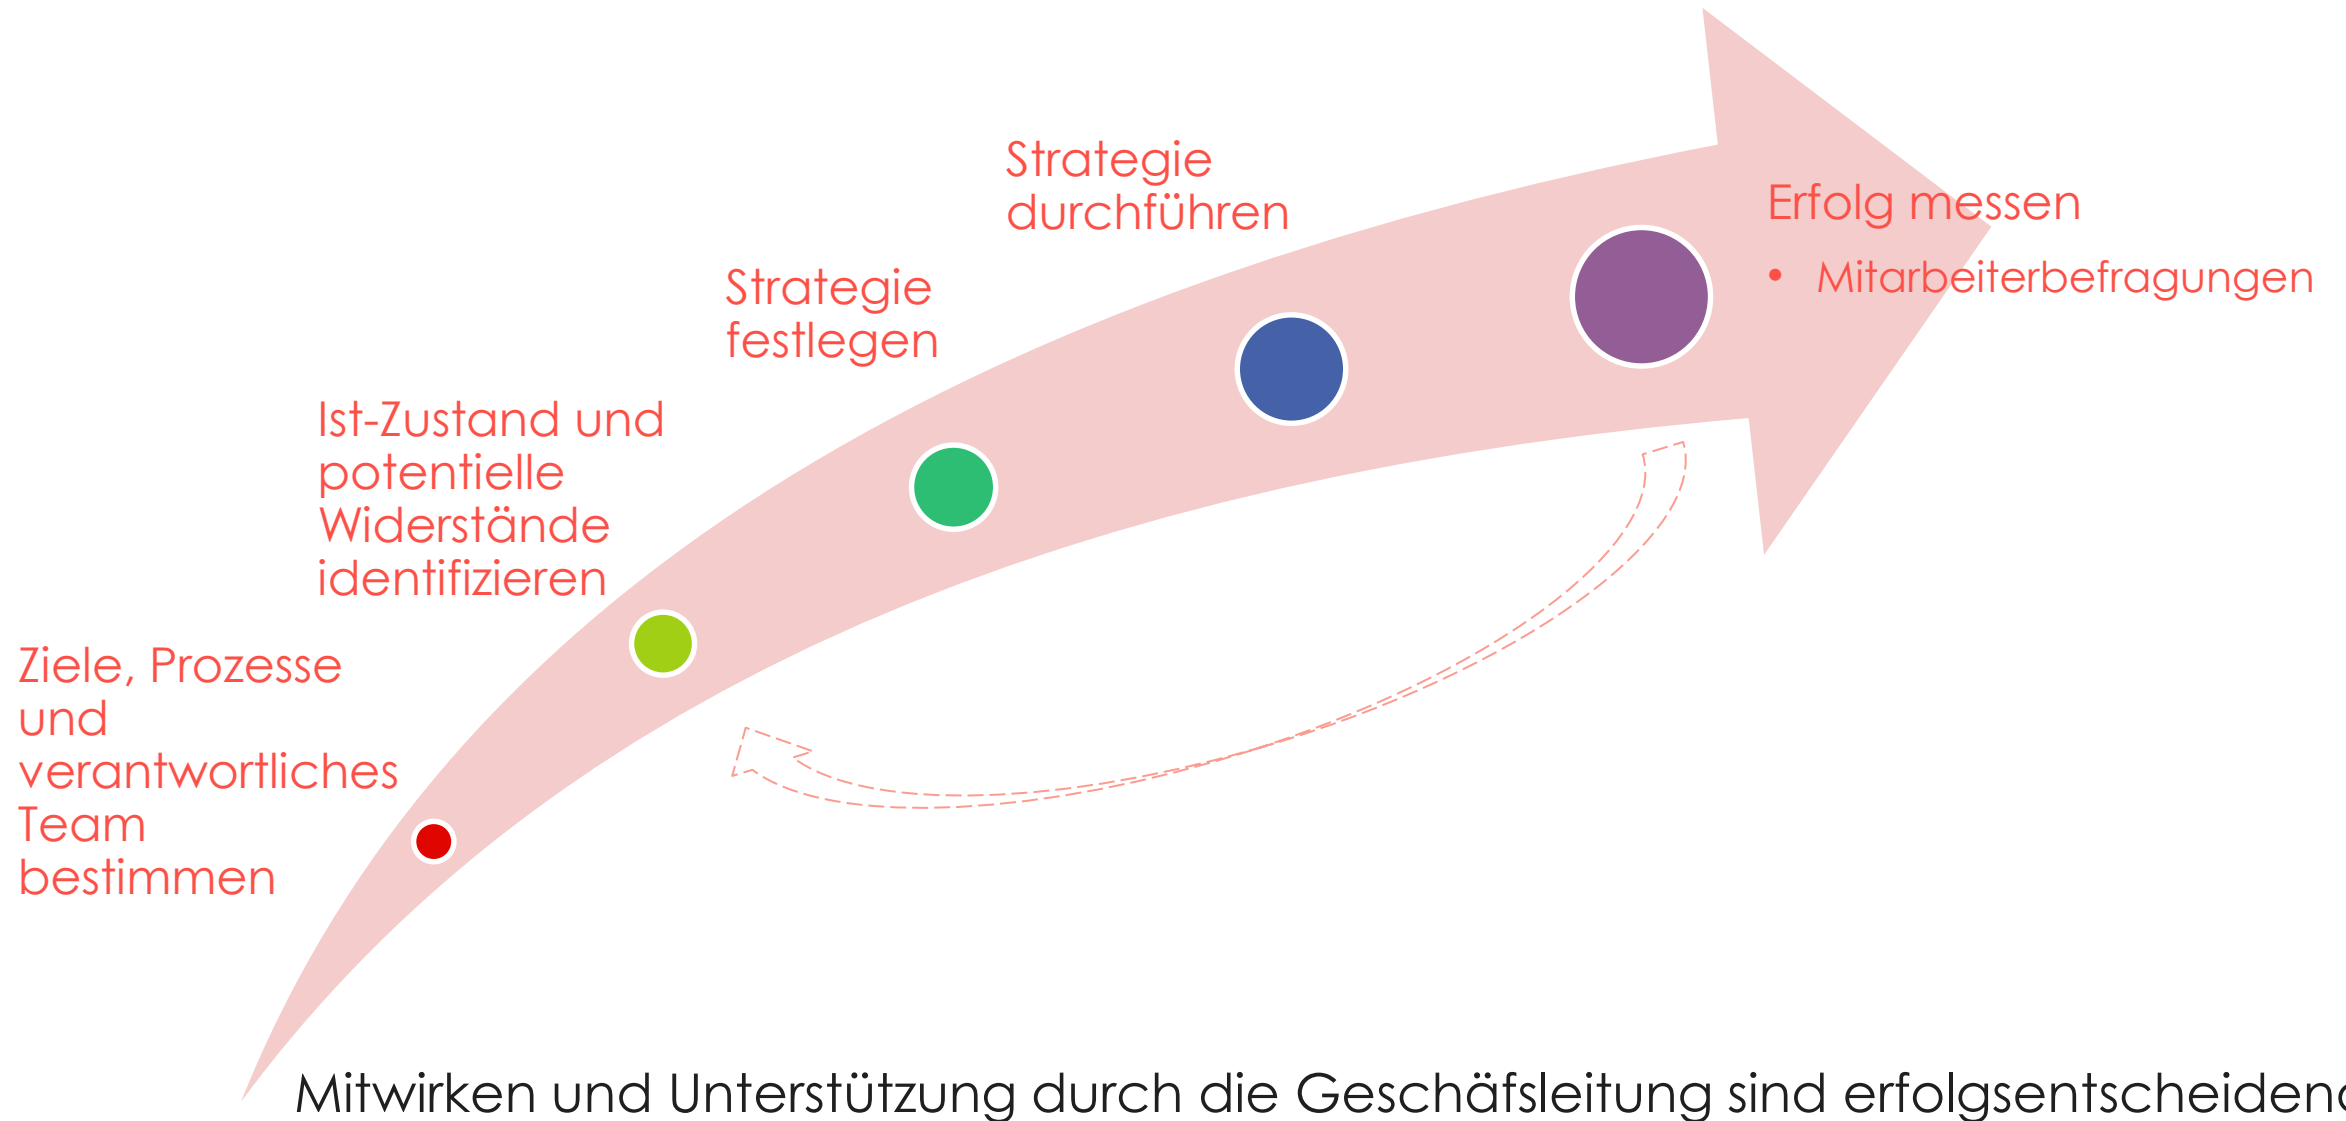 Ziele, Prozesse
und
verantwortliches
Team
bestimmen
Ist-Zustand und
potentielle
Widerstände
identifizieren
Strategie
festlegen
Strategie
durchführen
Erfolg messen
• Mitarbeiterbefragungen
Mitwirken und Unterstützung durch die Geschäfsleitung sind erfolgsentscheidend